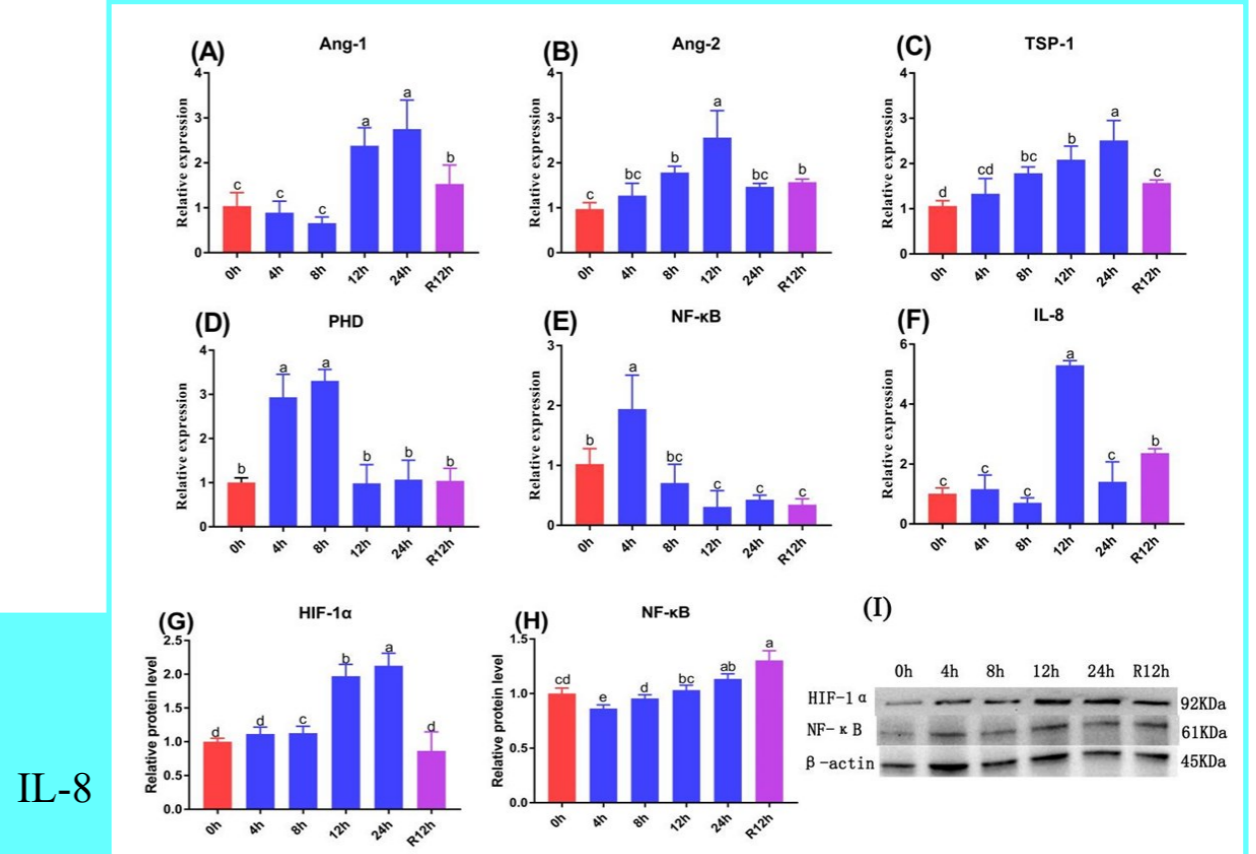 (A) Ang-1
Relative expression
4
3
2
1
0
c c c a a b
0h 4h 8h 12h 24h R12h
(B) Ang-2
Relative expression
4
3
2
1
0
c bc b a bc b
0h 4h 8h 12h 24h R12h
(C) TSP-1
Relative expression
4
3
2
1
0
d cd bc b a c
0h 4h 8h 12h 24h R12h
(D) PHD
Relative expression
4
3
2
1
0
b a a b b b
0h 4h 8h 12h 24h R12h
(E) NF-κB
Relative expression
3
2
1
0
b a bc c c c
0h 4h 8h 12h 24h R12h
(F) IL-8
Relative expression
6
4
2
0
c c c a c b
0h 4h 8h 12h 24h R12h
(G) HIF-1α
Relative protein level
2.5
2.0
1.5
1.0
0.5
0.0
d d d b a d
0h 4h 8h 12h 24h R12h
(H) NF-κB
Relative protein level
1.5
1.0
0.5
0.0
cd e d bc ab a
0h 4h 8h 12h 24h R12h
(I)
0h 4h 8h 12h 24h R12h
HIF-1α 92KDa
NF-κB 61KDa
β-actin 45KDa
IL-8